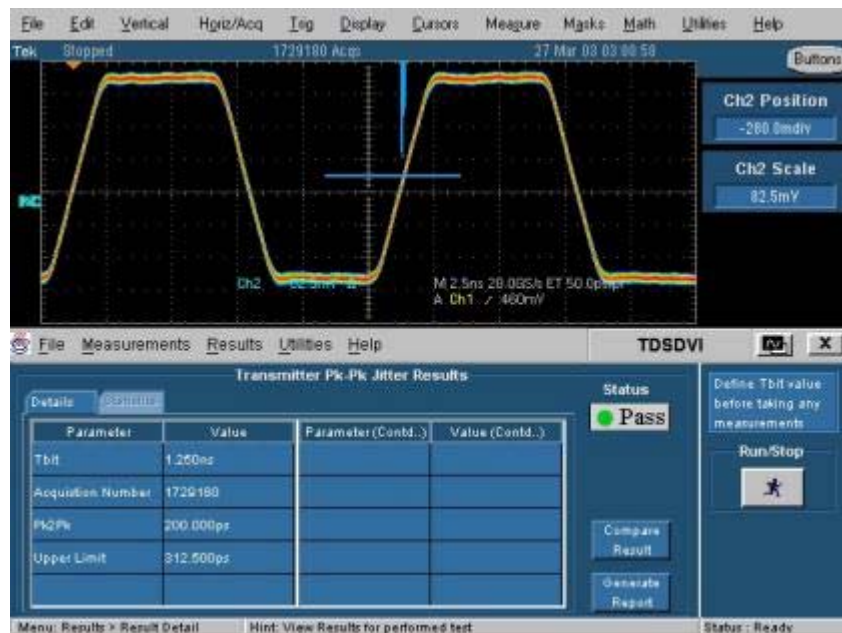 File Edit Vertical Horiz/Acq Trig Display Cursors Measure Masks Math Utilities Help
Tek Stopped 1729180 Acqs 27 Mar 03 03:00:58
Buttons
Ch2 Position
-280.0mdiv
Ch2 Scale
82.5mV
Ch2
M 2.5ns 20.0GS/s ET 50.0ps/pt
A Ch1 / 460mV
File Measurements Results Utilities Help TDSDVI X
Transmitter Pk-Pk Jitter Results
Details Statistics
Status
Pass
Define Tbit value
before taking any
measurements
Run/Stop
Parameter Value Parameter(Contd..) Value (Contd..)
Tbit 1.250ns
Acquistion Number 1729180
Pk2Pk 200.000ps
Upper Limit 312.500ps
Compare
Result
Generate
Report
Menu: Results > Result Detail Hint: View Results for performed test Status : Ready